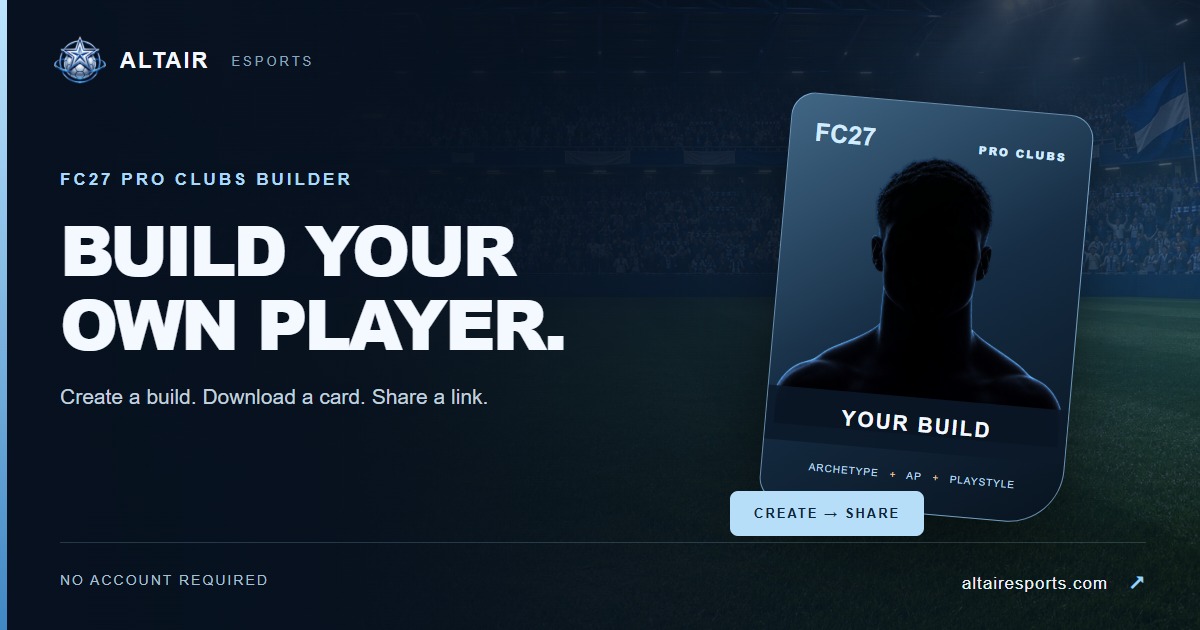 ALTAIR ESPORTS
FC27 PRO CLUBS BUILDER
BUILD YOUR
OWN PLAYER.
Create a build. Download a card. Share a link.
FC27
PRO CLUBS
YOUR BUILD
ARCHETYPE + AP + PLAYSTYLE
CREATE → SHARE
NO ACCOUNT REQUIRED
altairesports.com ↗